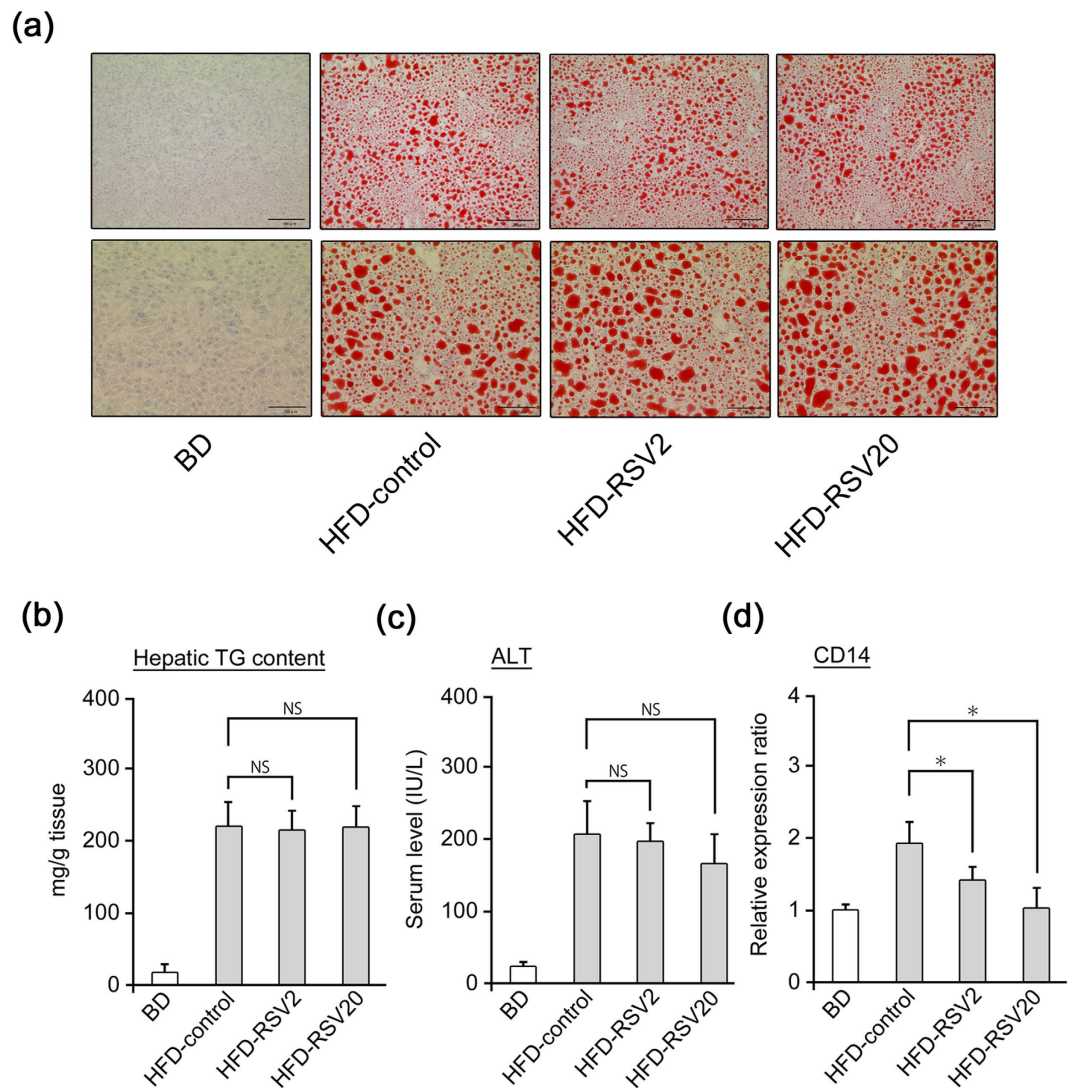 (a)
BD
HFD-control
HFD-RSV2
HFD-RSV20
(b)
Hepatic TG content
mg/g tissue
400
300
200
100
0
NS
NS
BD
HFD-control
HFD-RSV2
HFD-RSV20
(c)
ALT
Serum level (IU/L)
400
300
200
100
0
NS
NS
BD
HFD-control
HFD-RSV2
HFD-RSV20
(d)
CD14
Relative expression ratio
4
3
2
1
0
*
*
BD
HFD-control
HFD-RSV2
HFD-RSV20